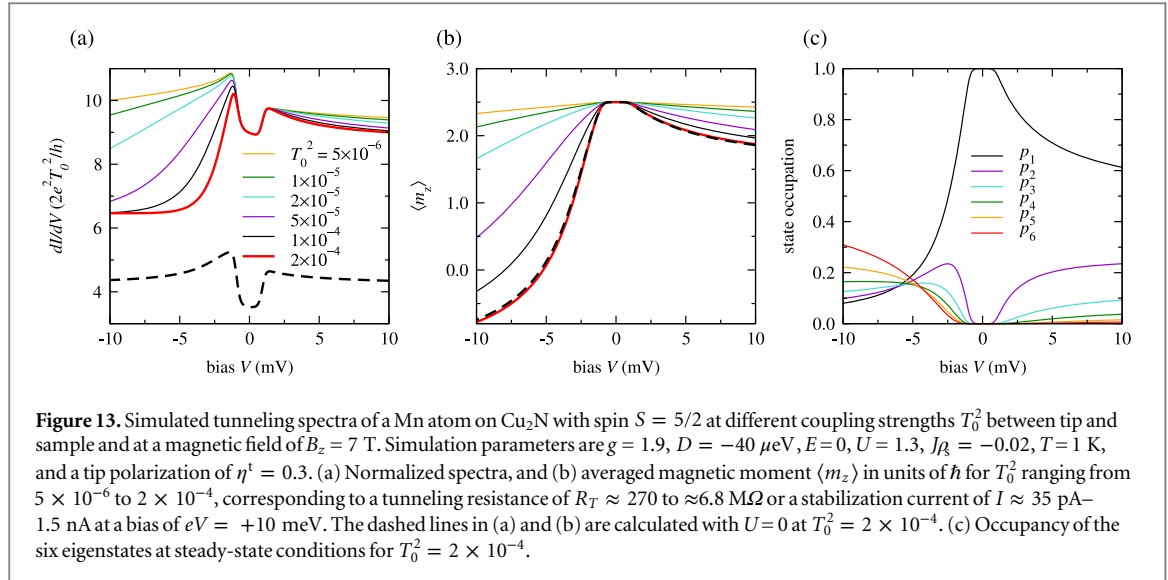 (a)
(b)
(c)
dI/dV (2e²T₀²/h)
10
8
6
4
T₀² = 5×10⁻⁶
1×10⁻⁵
2×10⁻⁵
5×10⁻⁵
1×10⁻⁴
2×10⁻⁴
-10 -5 0 5 10
bias V (mV)
⟨m_z⟩
3.0
2.0
1.0
0.0
-10 -5 0 5 10
bias V (mV)
state occupation
1.0
0.8
0.6
0.4
0.2
0.0
p₁
p₂
p₃
p₄
p₅
p₆
-10 -5 0 5 10
bias V (mV)
Figure 13. Simulated tunneling spectra of a Mn atom on Cu₂N with spin S = 5/2 at different coupling strengths T₀² between tip and
sample and at a magnetic field of B_z = 7 T. Simulation parameters are g = 1.9, D = −40 μeV, E = 0, U = 1.3, Jρ_s = −0.02, T = 1 K,
and a tip polarization of ηᵗ = 0.3. (a) Normalized spectra, and (b) averaged magnetic moment ⟨m_z⟩ in units of ℏ for T₀² ranging from
5 × 10⁻⁶ to 2 × 10⁻⁴, corresponding to a tunneling resistance of R_T ≈ 270 to ≈6.8 MΩ or a stabilization current of I ≈ 35 pA–
1.5 nA at a bias of eV = +10 meV. The dashed lines in (a) and (b) are calculated with U = 0 at T₀² = 2 × 10⁻⁴. (c) Occupancy of the
six eigenstates at steady-state conditions for T₀² = 2 × 10⁻⁴.